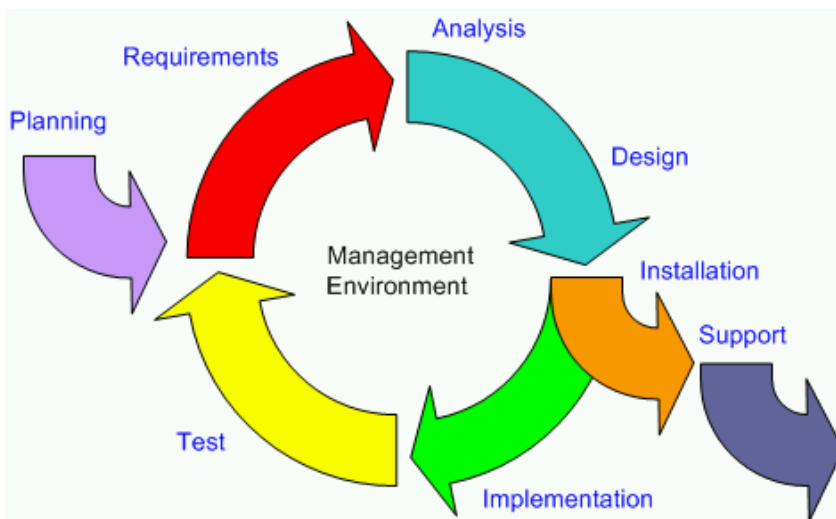 Analysis
Requirements
Planning
Design
Management
Environment
Installation
Support
Test
Implementation